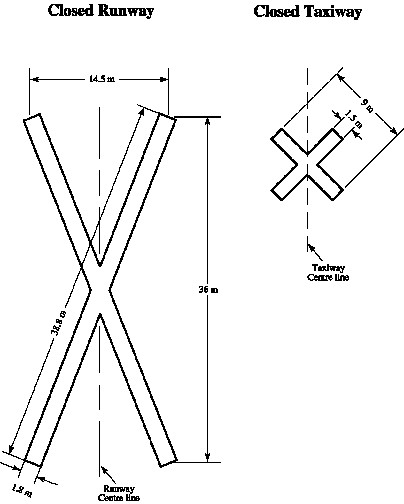 Closed Runway
Closed Taxiway
14.5 m
9 m
1.5 m
Taxiway
Centre line
36 m
38.8 m
1.8 m
Runway
Centre line